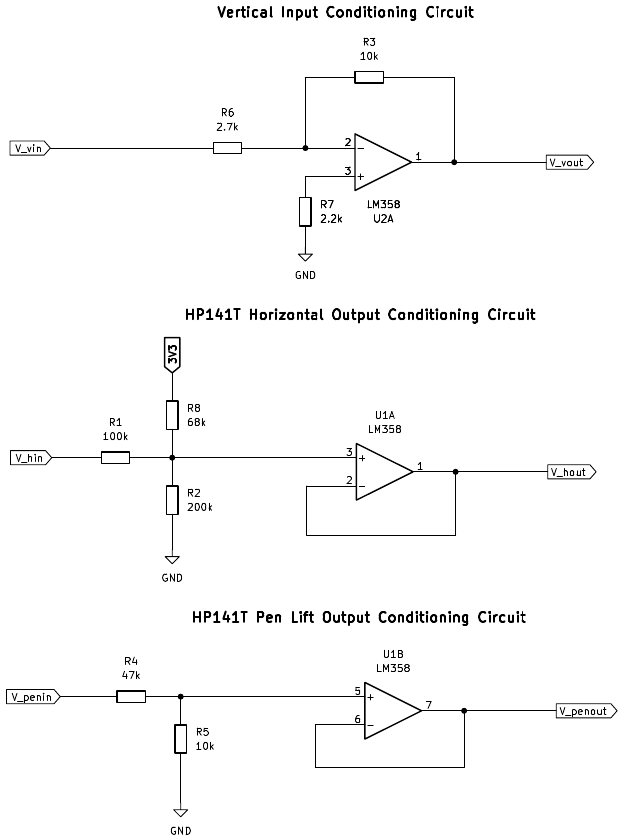 Vertical Input Conditioning Circuit
R3
10k
R6
2.7k
V_vin
2
-
1
3
+
V_vout
R7
2.2k
LM358
U2A
GND
HP141T Horizontal Output Conditioning Circuit
3V3
R8
68k
R1
100k
U1A
LM358
V_hin
3
+
1
2
-
V_hout
R2
200k
GND
HP141T Pen Lift Output Conditioning Circuit
R4
47k
U1B
LM358
V_penin
5
+
7
6
-
V_penout
R5
10k
GND